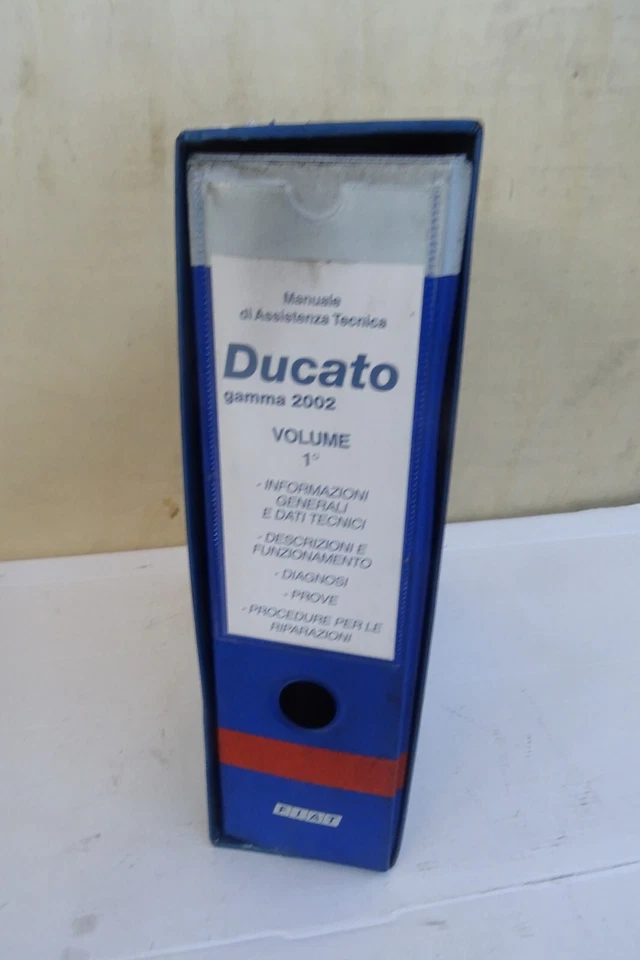 Manuale
di Assistenza Tecnica
Ducato
gamma 2002
VOLUME
1°
- INFORMAZIONI
GENERALI
E DATI TECNICI
- DESCRIZIONI E
FUNZIONAMENTO
- DIAGNOSI
- PROVE
- PROCEDURE PER LE
RIPARAZIONI
FIAT